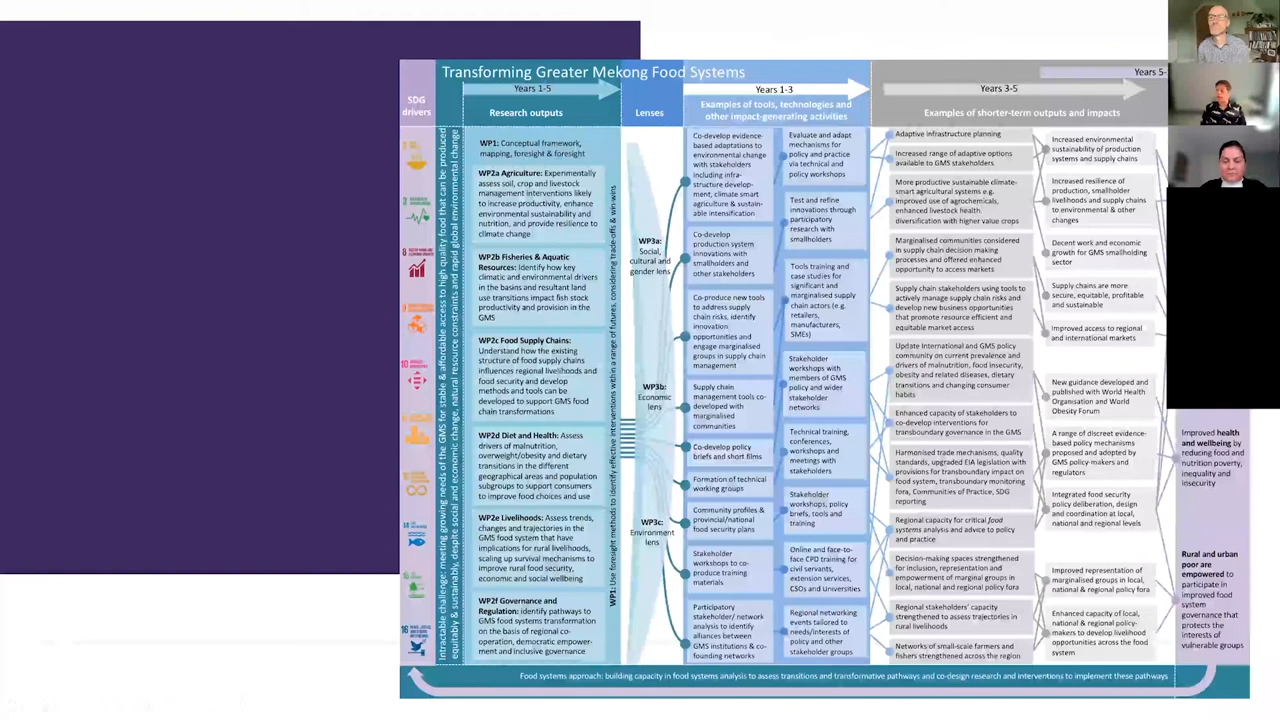 Transforming Greater Mekong Food Systems
Years 1-5
Years 1-3
Years 3-5
Years 5-
SDG
drivers
Research outputs
Lenses
Examples of tools, technologies and
other impact-generating activities
Examples of shorter-term outputs and impacts
Intractable challenge: meeting growing needs of the GMS for stable & affordable access to high quality food that can be produced
equitably & sustainably, despite social and economic change, natural resource constraints and rapid global environmental change
WP1: Conceptual framework,
mapping, foresight & foresight
WP2a Agriculture: Experimentally
assess soil, crop and livestock
management interventions likely
to increase productivity, enhance
environmental sustainability and
nutrition, and provide resilience to
climate change
WP2b Fisheries & Aquatic
Resources: Identify how key
climatic and environmental drivers
in the basins and resultant land
use transitions impact fish stock
productivity and provision in the
GMS
WP2c Food Supply Chains:
Understand how the existing
structure of food supply chains
influences regional livelihoods
and food security and develop
methods and tools can be
developed to support GMS food
chain transformations
WP2d Diet and Health: Assess
drivers of malnutrition,
overweight/obesity and dietary
transitions in the different
geographical areas and population
subgroups to support consumers
to improve food choices and use
WP2e Livelihoods: Assess trends,
changes and trajectories in the
GMS food system that have
implications for rural livelihoods,
scaling up survival mechanisms to
improve rural food security,
economic and social wellbeing
WP2f Governance and
Regulation: identify pathways to
GMS food systems transformation
on the basis of regional co-
operation, democratic empower-
ment and inclusive governance
WP1: Use foresight methods to identify effective interventions within a range of futures, considering trade-offs & win-wins
WP3a:
Social,
cultural and
gender lens
WP3b:
Economic
lens
WP3c:
Environment
lens
Co-develop evidence-
based adaptations to
environmental change
with stakeholders
including infra-
structure develop-
ment, climate smart
agriculture & sustain-
able intensification
Co-develop
production system
innovations with
smallholders and
other stakeholders
Co-produce new tools
to address supply
chain risks, identify
innovation
opportunities and
engage marginalised
groups in supply chain
management
Supply chain
management tools co-
developed with
marginalised
communities
Co-develop policy
briefs and short films
Formation of technical
working groups
Community profiles &
provincial/national
food security plans
Stakeholder
workshops to co-
produce training
materials
Participatory
stakeholder/ network
analysis to identify
alliances between
GMS institutions & co-
founding networks
Evaluate and adapt
mechanisms for
policy and practice
via technical and
policy workshops
Test and refine
innovations through
participatory
research with
smallholders
Tools training and
case studies for
significant and
marginalised supply
chain actors (e.g.
retailers,
manufacturers,
SMEs)
Stakeholder
workshops with
members of GMS
policy and wider
stakeholder
networks
Technical training,
conferences,
workshops and
meetings with
stakeholders
Stakeholder
workshops, policy
briefs, tools and
training
Online and face-to-
face CPD training for
civil servants,
extension services,
CSOs and universities
Regional networking
events tailored to
needs/interests of
policy and other
stakeholder groups
Adaptive infrastructure planning
Increased range of adaptive options
available to GMS stakeholders
More productive sustainable climate-
smart agricultural systems e.g.
improved use of agrochemicals,
enhanced livestock health,
diversification with higher value crops
Marginalised communities considered
in supply chain decision making
processes and offered enhanced
opportunity to access markets
Supply chain stakeholders using tools to
actively manage supply chain risks and
develop new business opportunities
that promote resource efficient and
equitable market access
Update International and GMS policy
community on current prevalence and
drivers of malnutrition, food insecurity,
obesity and related diseases, dietary
transitions and changing consumer
habits
Enhanced capacity of stakeholders to
co-develop interventions for
transboundary governance in the GMS
Harmonised trade mechanisms, quality
standards, upgraded EIA legislation with
provisions for transboundary impact on
food system, transboundary monitoring
fora, Communities of Practice, SDG
reporting
Regional capacity for critical food
systems analysis and advice to policy
and practice
Decision-making spaces strengthened
for inclusion, representation and
empowerment of marginal groups in
local, national and regional policy fora
Regional stakeholders' capacity
strengthened to assess trajectories in
rural livelihoods
Networks of small-scale farmers and
fishers strengthened across the region
Increased environmental
sustainability of production
systems and supply chains
Increased resilience of
production, smallholder
livelihoods and supply chains
to environmental & other
changes
Decent work and economic
growth for GMS smallholding
sector
Supply chains are more
secure, equitable, profitable
and sustainable
Improved access to regional
and international markets
New guidance developed and
published with World Health
Organisation and World
Obesity Forum
A range of discreet evidence-
based policy mechanisms
proposed and adopted by
GMS policy-makers and
regulators
Integrated food security
policy deliberation, design
and coordination at local,
national and regional levels
Improved representation of
marginalised groups in local,
national & regional policy fora
Enhanced capacity of local,
national & regional policy-
makers to develop livelihood
opportunities across the food
system
Improved health
and wellbeing by
reducing food and
nutrition poverty,
inequality and
insecurity
Rural and urban
poor are
empowered to
participate in
improved food
system
governance that
protects the
interests of
vulnerable groups
Food systems approach: building capacity in food systems analysis to assess transitions and transformative pathways and co-design research and interventions to implement these pathways